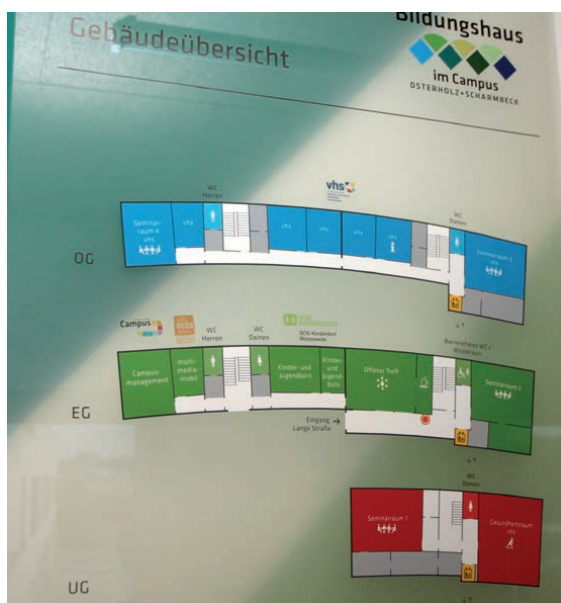 Gebäudeübersicht
Bildungshaus
im Campus
OSTERHOLZ•SCHARMBECK
WC
Herren
vhs
WC
Damen
OG
Seminar-
raum 4
vhs
vhs
vhs
vhs
vhs
vhs
Seminarraum 3
vhs
Campus
WC
Herren
WC
Damen
SOS-Kinderdorf
Worpswede
Barrierefreies WC/
Wickelraum
EG
Campus-
management
multi-
media-
mobil
Kinder- und
Jugendbüro
Kinder-
und
Jugend
büro
Offener Treff
Seminarraum 2
Eingang
Lange Straße
WC
Damen
UG
Seminarraum 1
Gesundheitsraum
vhs